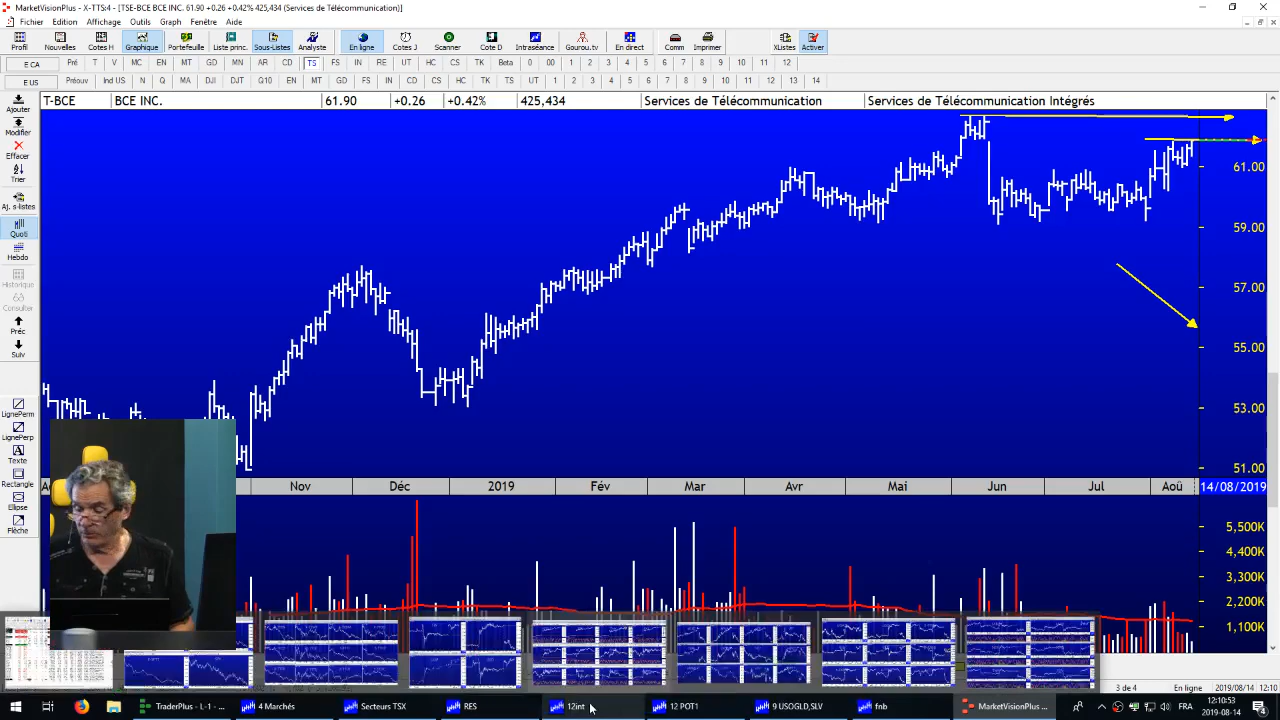 MarketVisionPlus - X-TTS:4 - [TSE-BCE BCE INC. 61.90 +0.26 +0.42% 425,434 (Services de Télécommunication)]
Fichier Edition Affichage Outils Graph Fenêtre Aide
Profil Nouvelles Cotes H Graphique Portefeuille Liste princ. Sous-Listes Analyste En ligne Cotes J Scanner Cote D Intraséance Gourou.tv En direct Comm Imprimer XListes Activer
E CA Pré T V MC EN MT GD MN AR CD TS FS IN RE UT HC CS TK Beta 0 00 1 2 3 4 5 6 7 8 9 10 11 12
E US Préouv Ind US N Q MA DJI DJT Q10 EN MT GD FS IN CD CS HC TK TS UT 1 2 3 4 5 6 7 8 9 10 11 12 13 14
Ajouter T-BCE BCE INC. 61.90 +0.26 +0.42% 425,434 Services de Télécommunication Services de Télécommunication Intégrés
Modifier
Effacer
Trier
Aj. s-listes
Quoti
Hebdo
Historique
Consulter
Préc
Suiv
LignePerm
LignePerp
Texte
Rectangle
Ellipse
Flèche
61.00
59.00
57.00
55.00
53.00
51.00
Nov Déc 2019 Fév Mar Avr Mai Jun Jul Aoû 14/08/2019
5,500K
4,400K
3,300K
2,200K
1,100K
3 de 4 En ligne 2019/08/14 12:10
TraderPlus - L-1 - ... 4 Marchés Secteurs TSX RES 12int 12 POT1 9 USOGLD,SLV fnb MarketVisionPlus ... FRA 12:10:53
2019-08-14